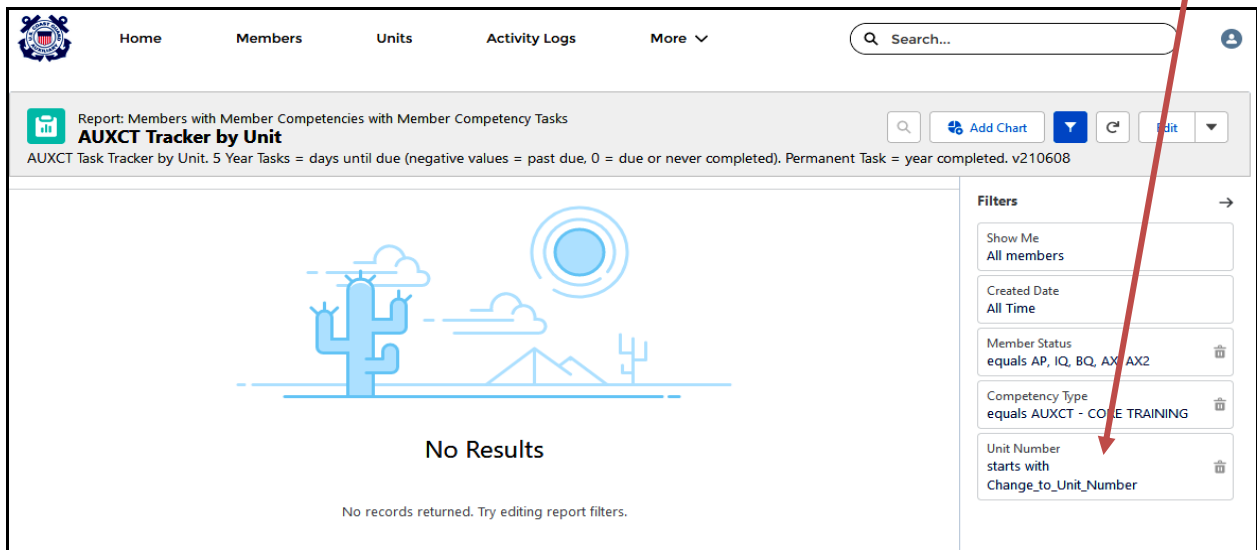 Home Members Units Activity Logs More Search...
Report: Members with Member Competencies with Member Competency Tasks
AUXCT Tracker by Unit
Add Chart Edit
AUXCT Task Tracker by Unit. 5 Year Tasks = days until due (negative values = past due, 0 = due or never completed). Permanent Task = year completed. v210608
Filters
Show Me
All members
Created Date
All Time
Member Status
equals AP, IQ, BQ, AX, AX2
Competency Type
equals AUXCT - CORE TRAINING
Unit Number
starts with
Change_to_Unit_Number
No Results
No records returned. Try editing report filters.